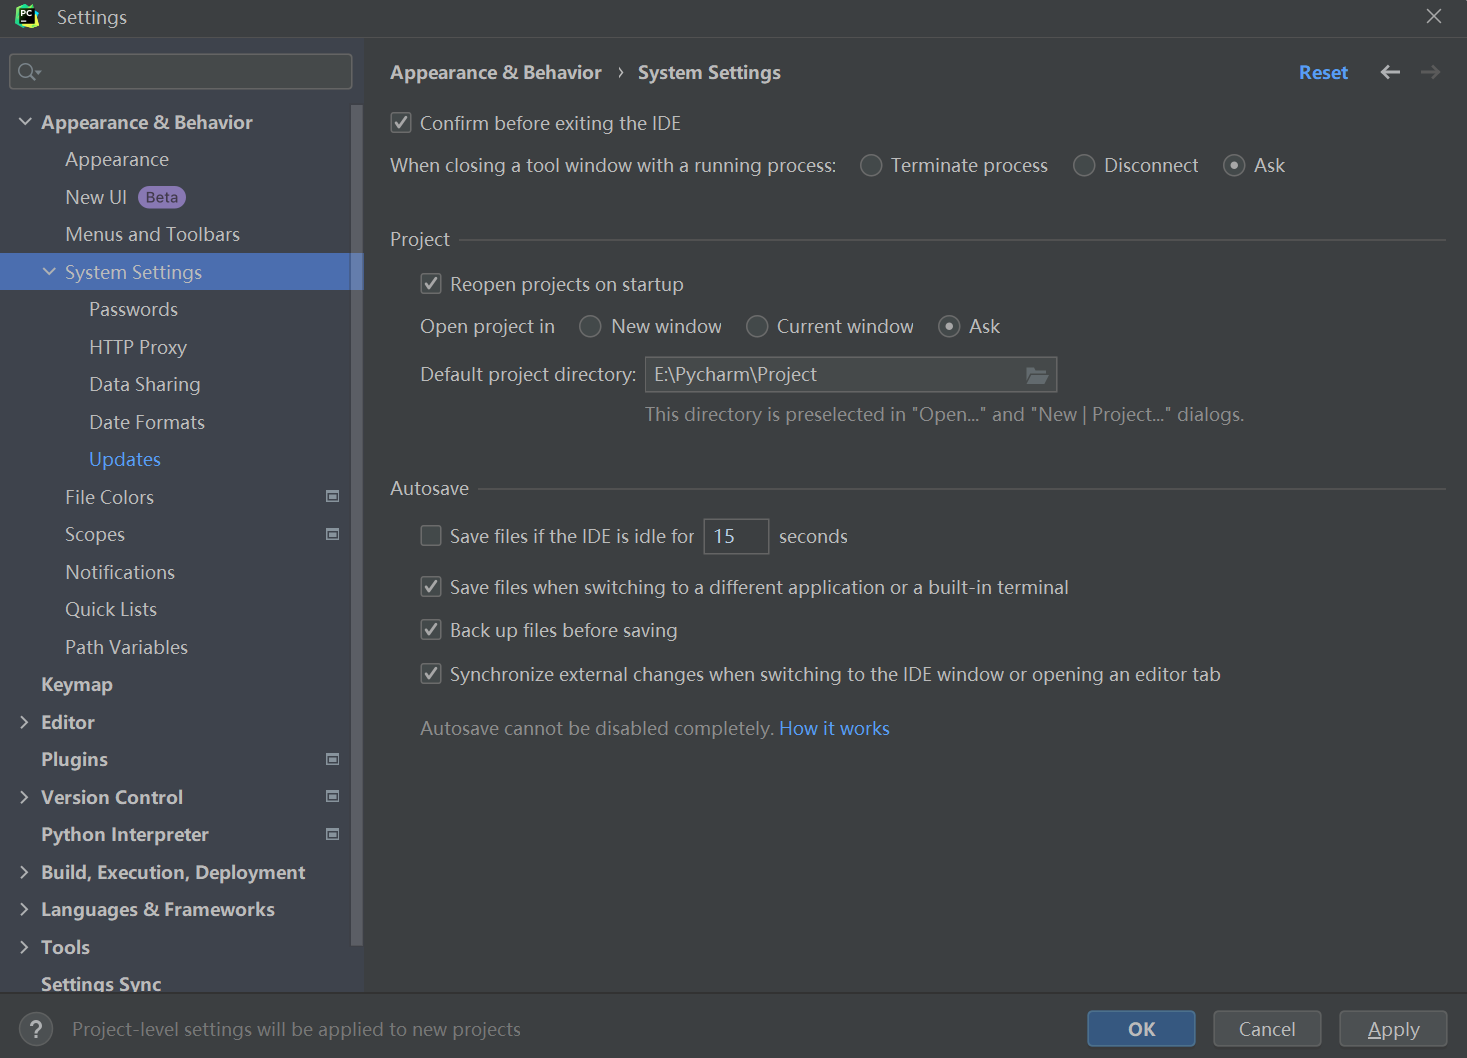 PC
Settings
Appearance & Behavior
Appearance
New UI Beta
Menus and Toolbars
System Settings
Passwords
HTTP Proxy
Data Sharing
Date Formats
Updates
File Colors
Scopes
Notifications
Quick Lists
Path Variables
Keymap
Editor
Plugins
Version Control
Python Interpreter
Build, Execution, Deployment
Languages & Frameworks
Tools
Settings Sync
Appearance & Behavior › System Settings
Reset
Confirm before exiting the IDE
When closing a tool window with a running process: Terminate process Disconnect Ask
Project
Reopen projects on startup
Open project in New window Current window Ask
Default project directory: E:\Pycharm\Project
This directory is preselected in "Open..." and "New | Project..." dialogs.
Autosave
Save files if the IDE is idle for 15 seconds
Save files when switching to a different application or a built-in terminal
Back up files before saving
Synchronize external changes when switching to the IDE window or opening an editor tab
Autosave cannot be disabled completely. How it works
? Project-level settings will be applied to new projects
OK Cancel Apply